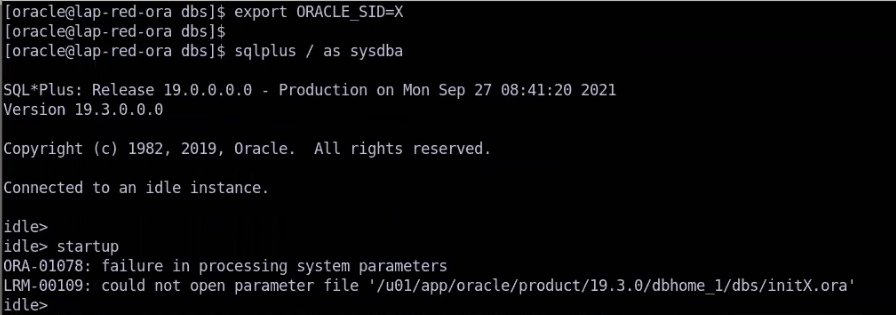 [oracle@lap-red-ora dbs]$ export ORACLE_SID=X
[oracle@lap-red-ora dbs]$
[oracle@lap-red-ora dbs]$ sqlplus / as sysdba
SQL*Plus: Release 19.0.0.0.0 - Production on Mon Sep 27 08:41:20 2021
Version 19.3.0.0.0
Copyright (c) 1982, 2019, Oracle.  All rights reserved.
Connected to an idle instance.
idle>
idle> startup
ORA-01078: failure in processing system parameters
LRM-00109: could not open parameter file '/u01/app/oracle/product/19.3.0/dbhome_1/dbs/initX.ora'
idle>